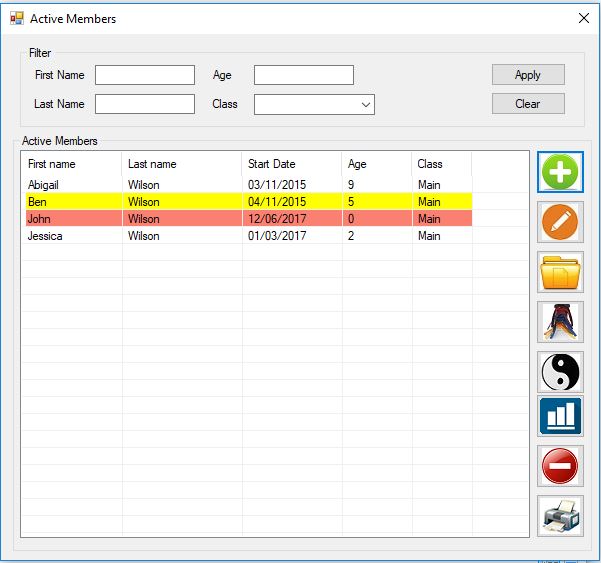 Active Members
Filter
First Name Age Apply
Last Name Class Clear
Active Members
First name Last name Start Date Age Class
Abigail Wilson 03/11/2015 9 Main
Ben Wilson 04/11/2015 5 Main
John Wilson 12/06/2017 0 Main
Jessica Wilson 01/03/2017 2 Main